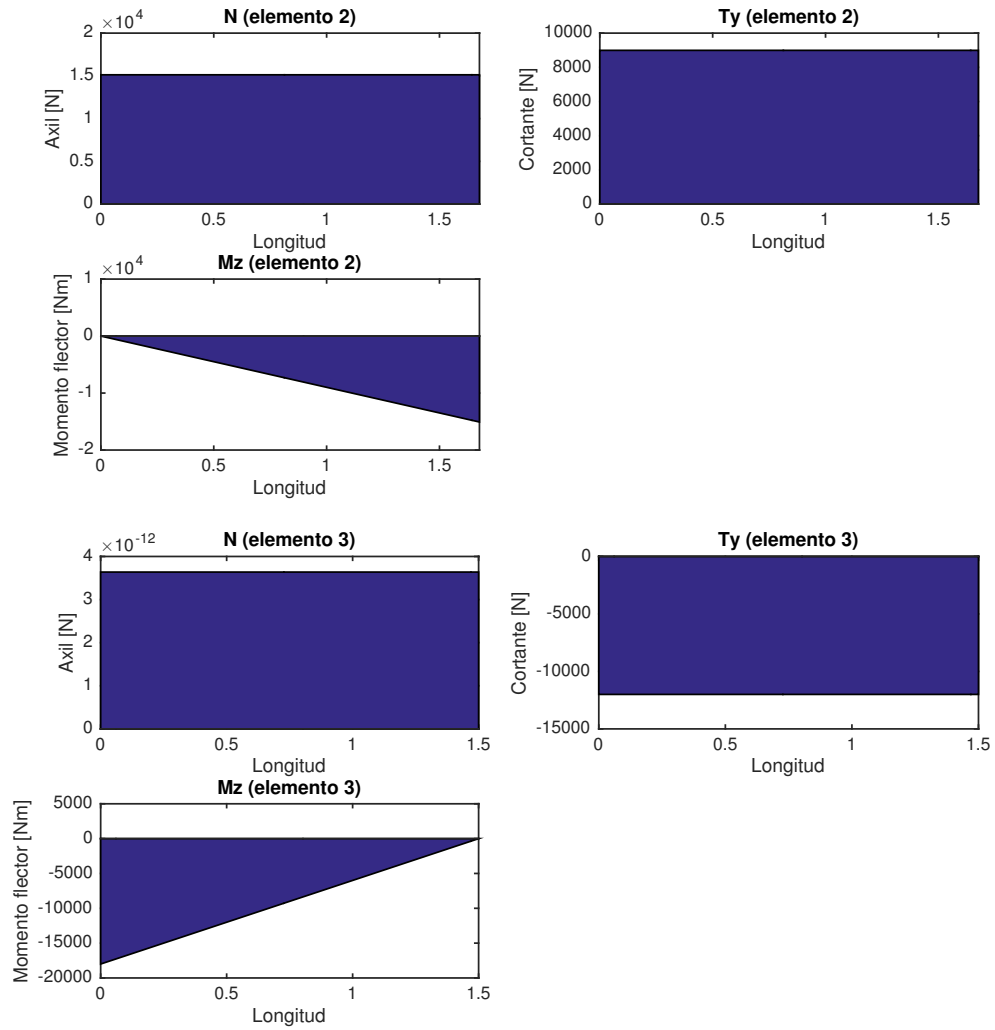 N (elemento 2)
×10^4
2
1.5
1
0.5
0
Axil [N]
0 0.5 1 1.5
Longitud
Ty (elemento 2)
10000
8000
6000
4000
2000
0
Cortante [N]
0 0.5 1 1.5
Longitud
Mz (elemento 2)
×10^4
1
0
-1
-2
Momento flector [Nm]
0 0.5 1 1.5
Longitud
N (elemento 3)
×10^-12
4
3
2
1
0
Axil [N]
0 0.5 1 1.5
Longitud
Ty (elemento 3)
0
-5000
-10000
-15000
Cortante [N]
0 0.5 1 1.5
Longitud
Mz (elemento 3)
5000
0
-5000
-10000
-15000
-20000
Momento flector [Nm]
0 0.5 1 1.5
Longitud